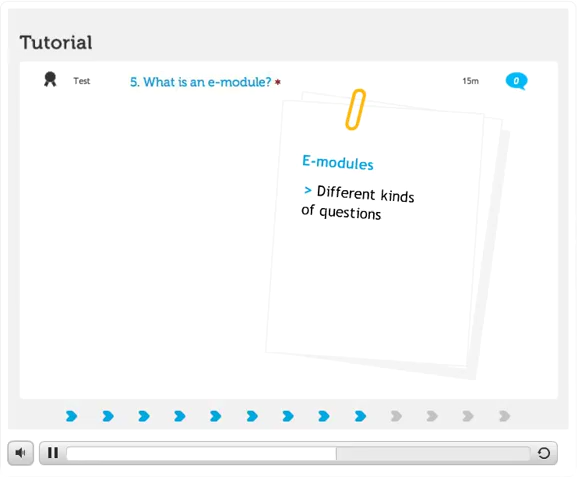 Tutorial
Test
5. What is an e-module? *
15m
0
E-modules
> Different kinds
of questions